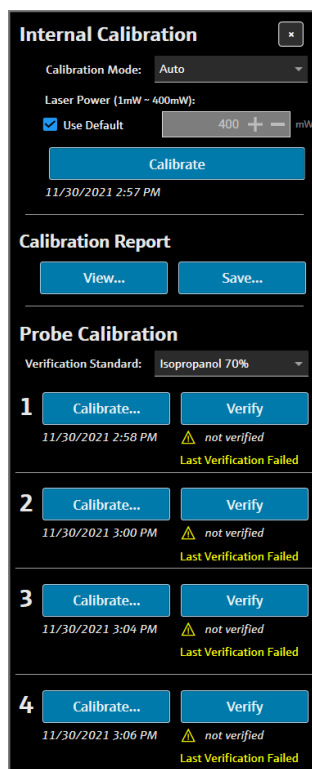 Internal Calibration
Calibration Mode: Auto
Laser Power (1mW ~ 400mW):
Use Default 400 mW
Calibrate
11/30/2021 2:57 PM
Calibration Report
View... Save...
Probe Calibration
Verification Standard: Isopropanol 70%
1 Calibrate... Verify
11/30/2021 2:58 PM not verified
Last Verification Failed
2 Calibrate... Verify
11/30/2021 3:00 PM not verified
Last Verification Failed
3 Calibrate... Verify
11/30/2021 3:04 PM not verified
Last Verification Failed
4 Calibrate... Verify
11/30/2021 3:06 PM not verified
Last Verification Failed